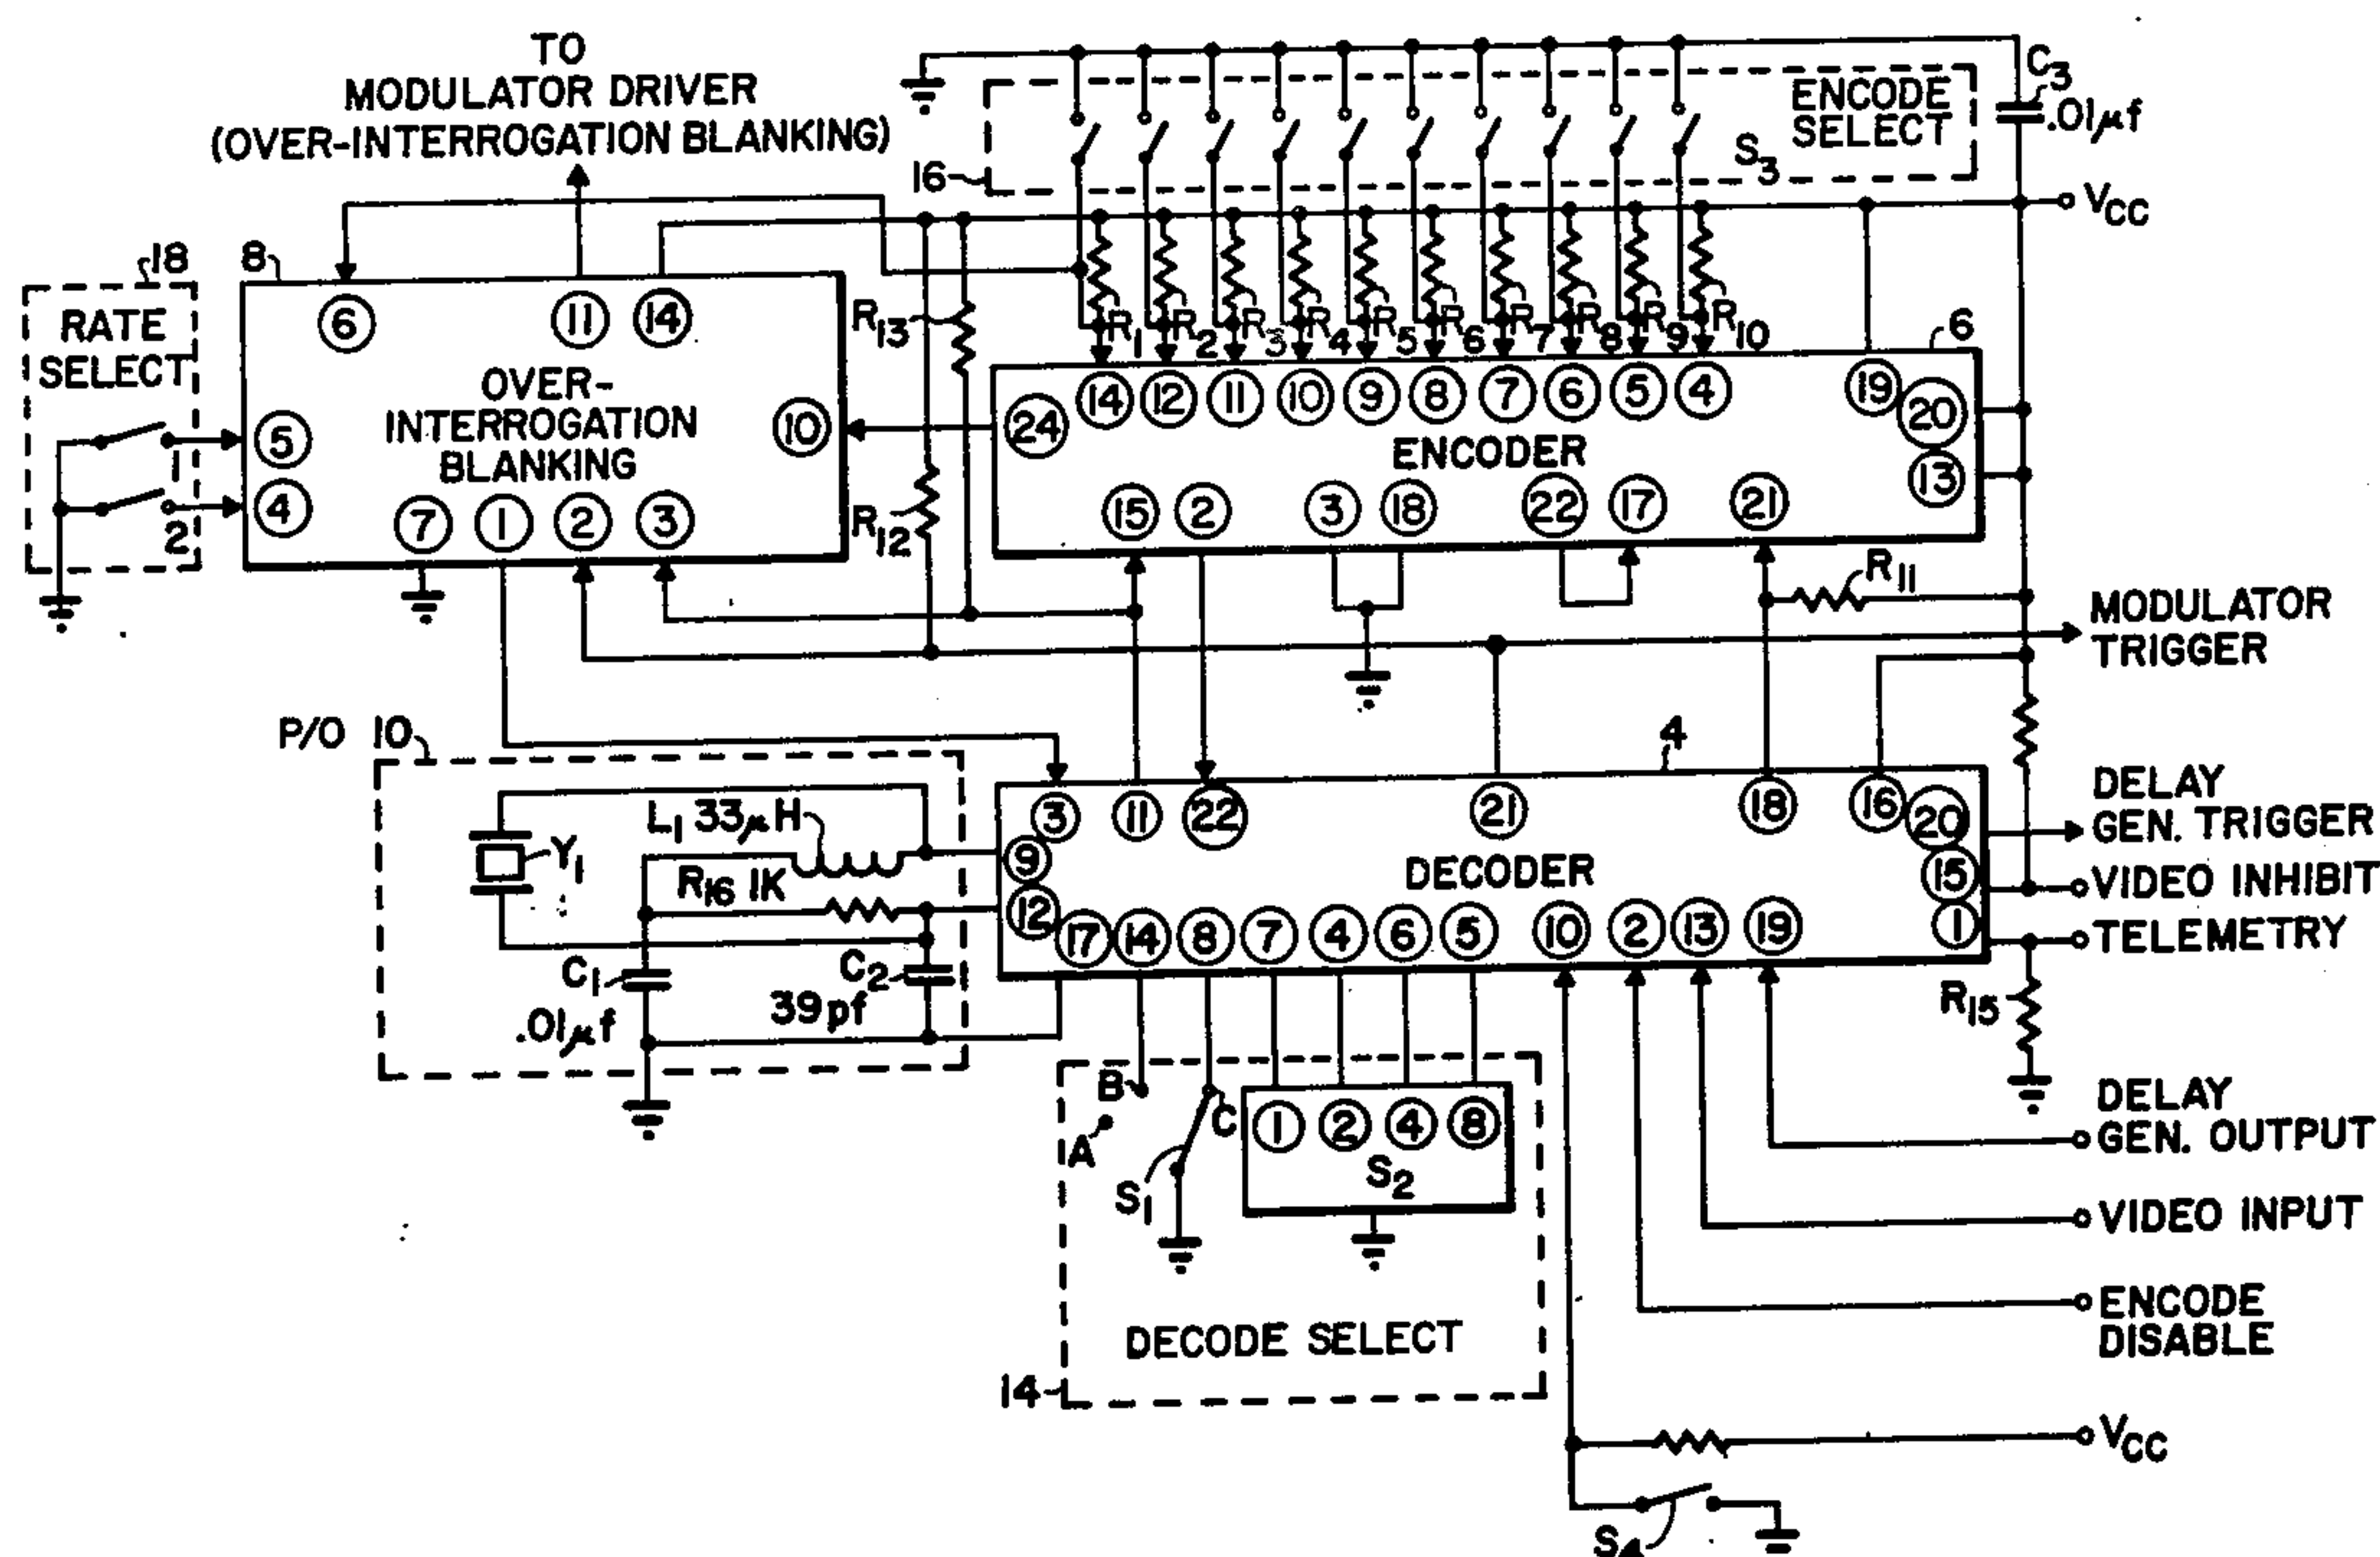 TO
MODULATOR DRIVER
(OVER-INTERROGATION BLANKING)
ENCODE
SELECT
S3
16
C3
.01μf
VCC
18
RATE
SELECT
1
2
8
6
11
14
5
4
OVER-
INTERROGATION
BLANKING
10
7
1
2
3
R13
R12
R1
R2
R3
R4
R5
R6
R7
R8
R9
R10
6
24
14
12
11
10
9
8
7
6
5
4
19
20
13
ENCODER
15
2
3
18
22
17
21
R11
MODULATOR
TRIGGER
P/O 10
L1 33μH
Y1
R16 1K
C1
.01μf
C2
39pf
4
3
11
22
21
18
16
20
9
15
DECODER
12
17
14
8
7
4
6
5
10
2
13
19
1
DELAY
GEN. TRIGGER
VIDEO INHIBIT
TELEMETRY
R15
B
A
C
S1
1
2
4
8
S2
DECODE SELECT
14
DELAY
GEN. OUTPUT
VIDEO INPUT
ENCODE
DISABLE
VCC
S4